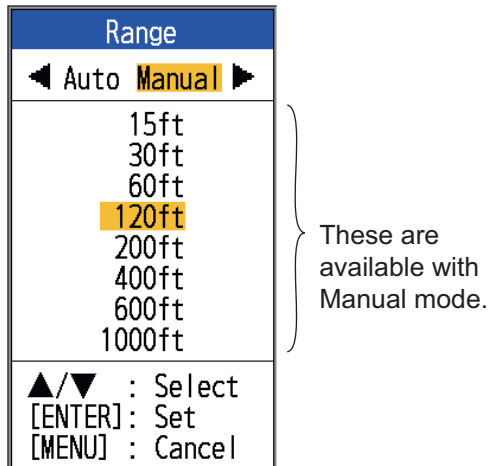 Range
◀ Auto Manual ▶
15ft
30ft
60ft
120ft
200ft
400ft
600ft
1000ft
These are
available with
Manual mode.
▲/▼ : Select
[ENTER]: Set
[MENU] : Cancel